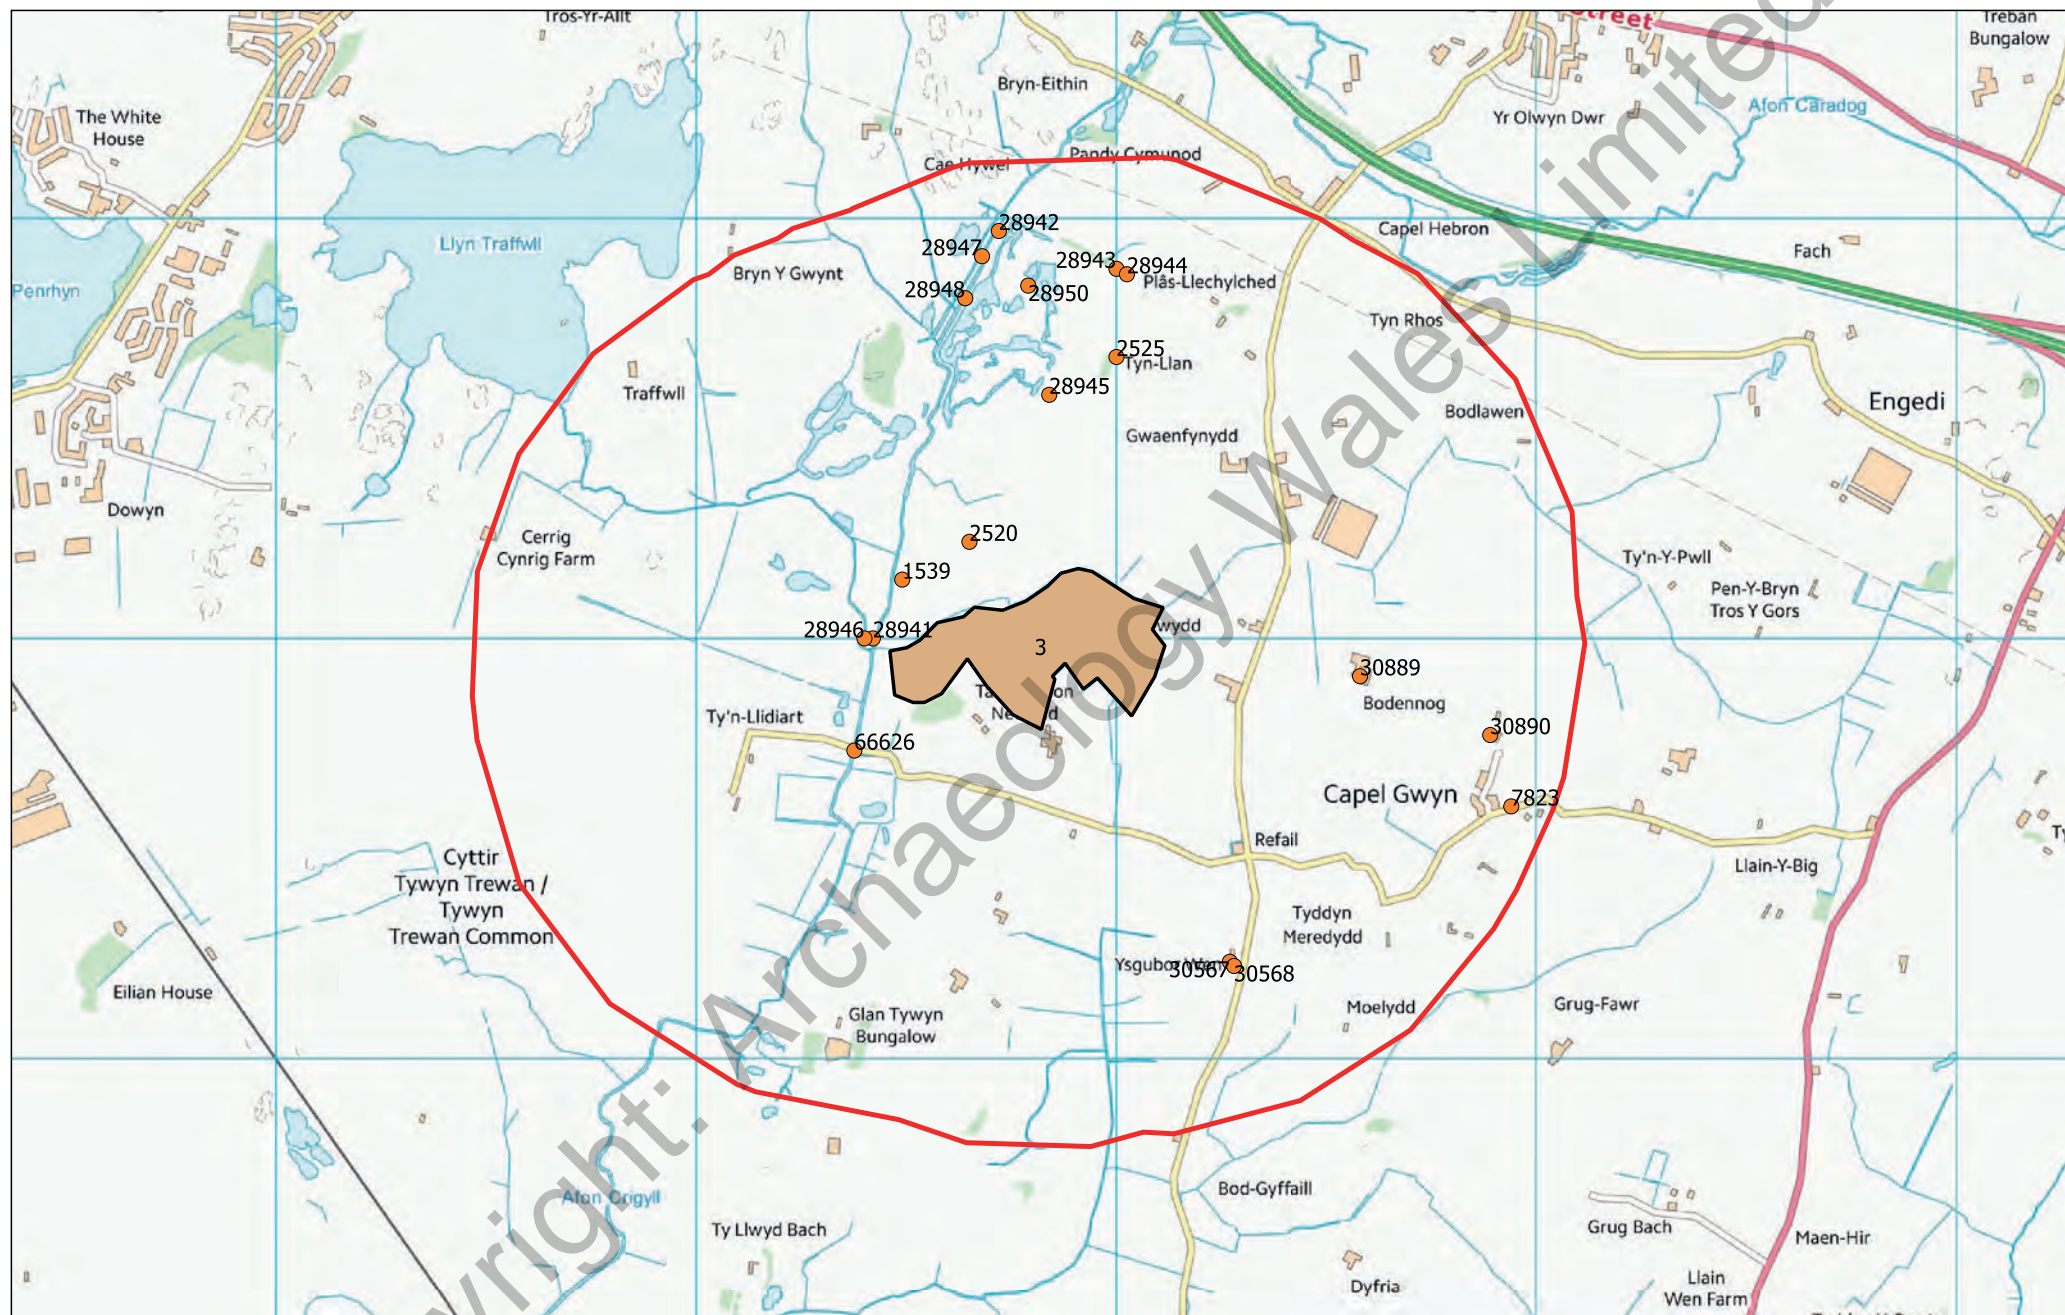 Tros-Yr-Allt
Street
Treban
Bungalow
The White
House
Bryn-Eithin
Yr Olwyn Dwr
Afon Caradog
Cae Hywel
Pandy Cymunod
Llyn Traffwll
28942
28947
Capel Hebron
Fach
Penrhyn
Bryn Y Gwynt
28943
28944
28948
28950
Plâs-Llechylched
Tyn Rhos
2525
Tyn-Llan
Traffwll
28945
Bodlawen
Engedi
Gwaenfynydd
Dowyn
Cerrig
Cynrig Farm
2520
1539
Ty'n-Y-Pwll
Pen-Y-Bryn
Tros Y Gors
28946
28941
wydd
3
30889
Bodennog
Ty'n-Llidiart
30890
66626
Capel Gwyn
7823
Refail
Llain-Y-Big
Cyttir
Tywyn Trewan /
Tywyn
Trewan Common
Tyddyn
Meredydd
30567
30568
Eilian House
Moelydd
Grug-Fawr
Glan Tywyn
Bungalow
Afon Crigyll
Bod-Gyffaill
Ty Llwyd Bach
Grug Bach
Maen-Hir
Dyfria
Llain
Wen Farm
yright: Archaeology Wales Limited